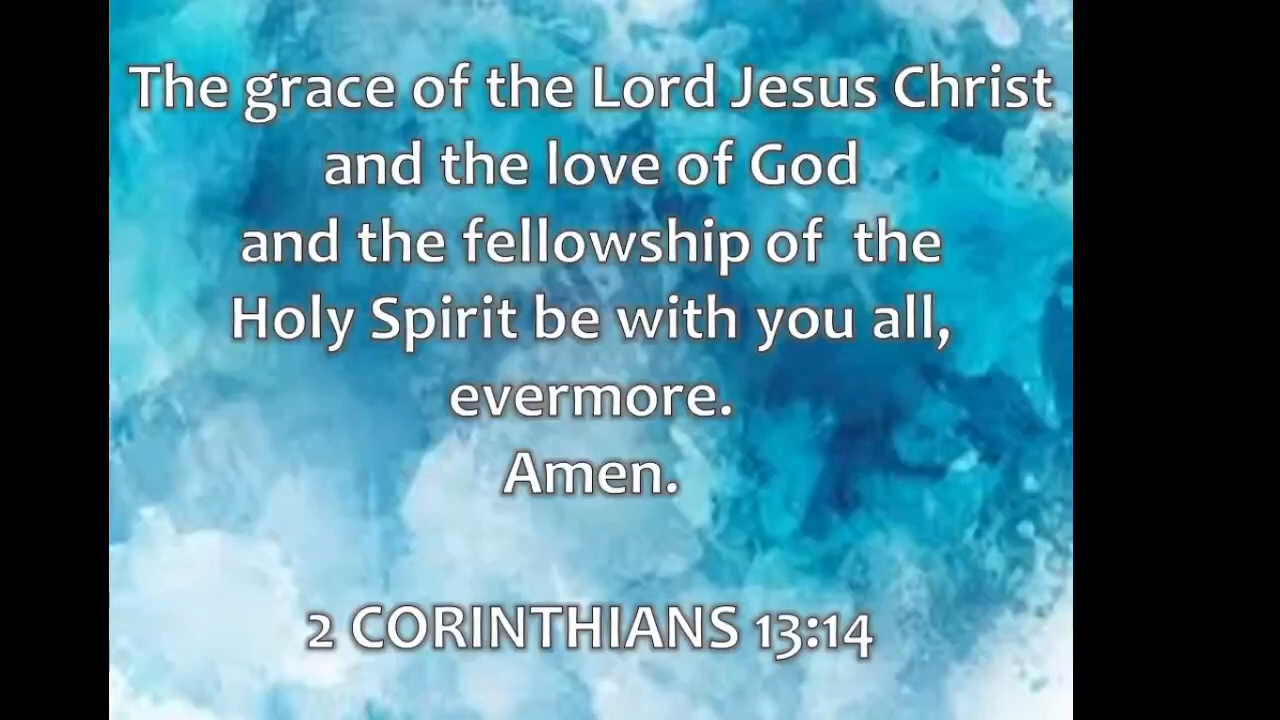 The grace of the Lord Jesus Christ
and the love of God
and the fellowship of the
Holy Spirit be with you all,
evermore.
Amen.
2 CORINTHIANS 13:14